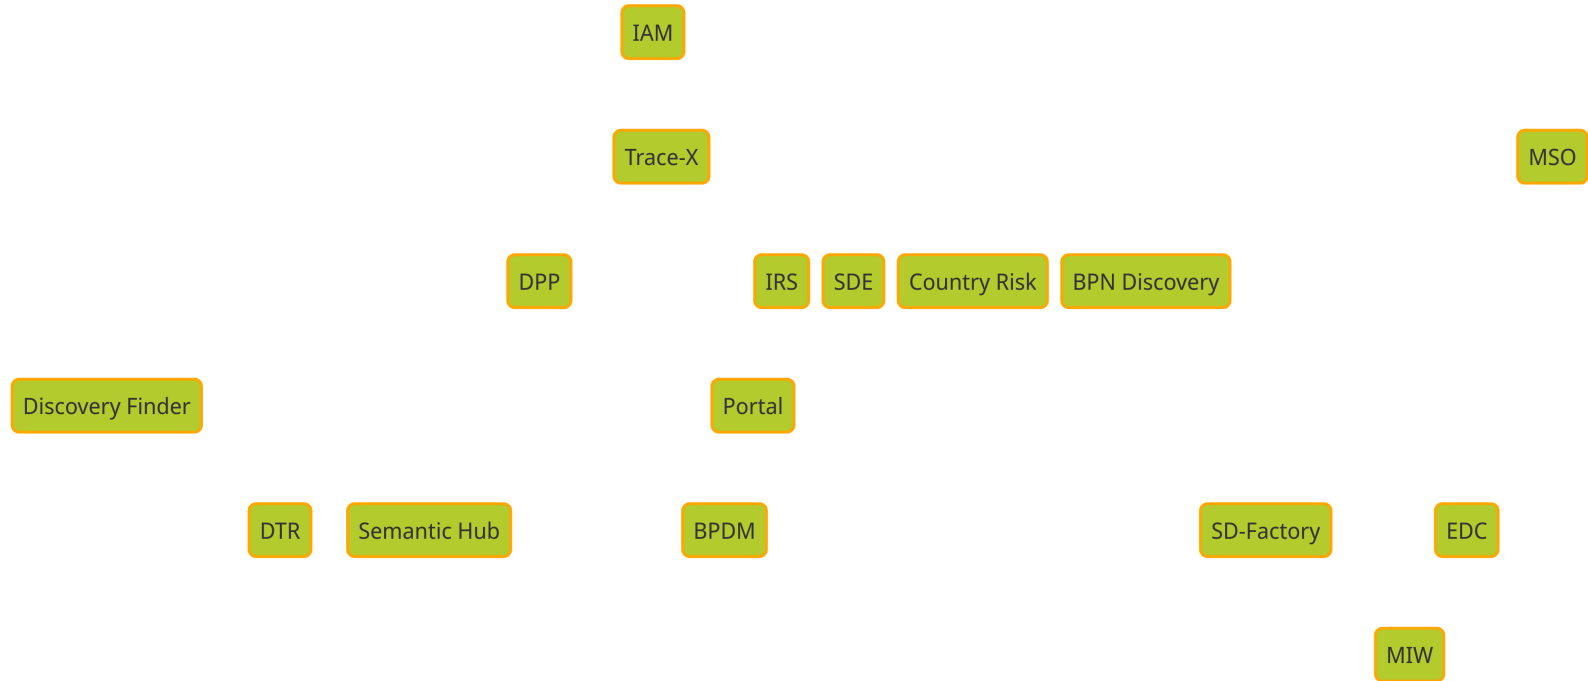 IAM
Trace-X
MSO
DPP
IRS
SDE
Country Risk
BPN Discovery
Discovery Finder
Portal
DTR
Semantic Hub
BPDM
SD-Factory
EDC
MIW